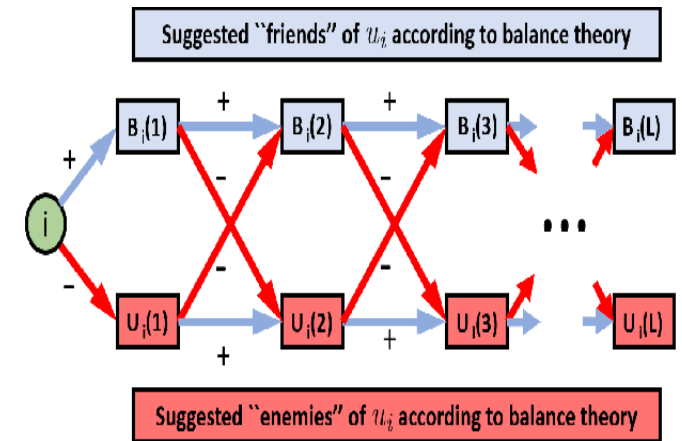 Suggested ``friends” of u_i according to balance theory
+ +
B_i(1) B_i(2) B_i(3) B_i(L)
+ - -
i ...
- - -
U_i(1) U_i(2) U_i(3) U_i(L)
+ +
Suggested ``enemies” of u_i according to balance theory